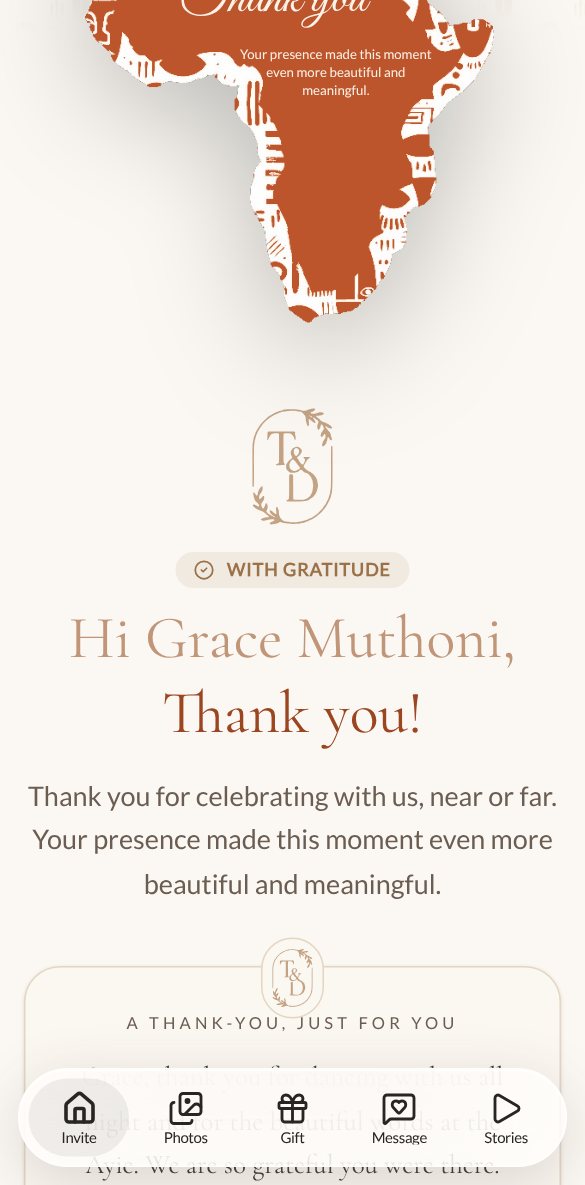 Thank you
Your presence made this moment
even more beautiful and
meaningful.
T&D
WITH GRATITUDE
Hi Grace Muthoni,
Thank you!
Thank you for celebrating with us, near or far.
Your presence made this moment even more
beautiful and meaningful.
T&D
A THANK-YOU, JUST FOR YOU
Grace, thank you for dancing with us all
night and for the beautiful words at the
Ayie. We are so grateful you were there.
Invite
Photos
Gift
Message
Stories